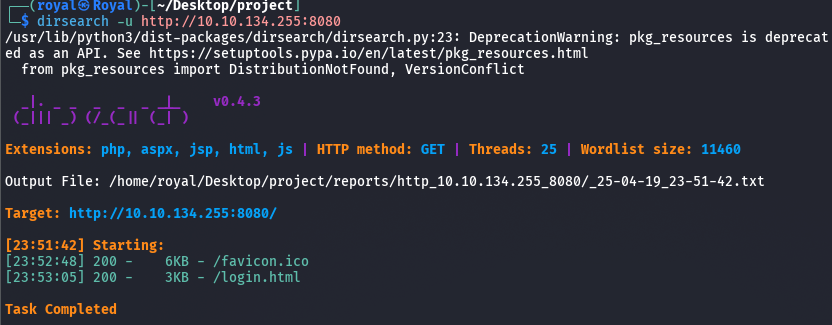 (royal㉿Royal)-[~/Desktop/project]
$ dirsearch -u http://10.10.134.255:8080
/usr/lib/python3/dist-packages/dirsearch/dirsearch.py:23: DeprecationWarning: pkg_resources is deprecat
ed as an API. See https://setuptools.pypa.io/en/latest/pkg_resources.html
from pkg_resources import DistributionNotFound, VersionConflict
_|. _ _  _  _  _ _|_    v0.4.3
(_||| _) (/_(_|| (_| )
Extensions: php, aspx, jsp, html, js | HTTP method: GET | Threads: 25 | Wordlist size: 11460
Output File: /home/royal/Desktop/project/reports/http_10.10.134.255_8080/_25-04-19_23-51-42.txt
Target: http://10.10.134.255:8080/
[23:51:42] Starting:
[23:52:48] 200 -    6KB - /favicon.ico
[23:53:05] 200 -    3KB - /login.html
Task Completed